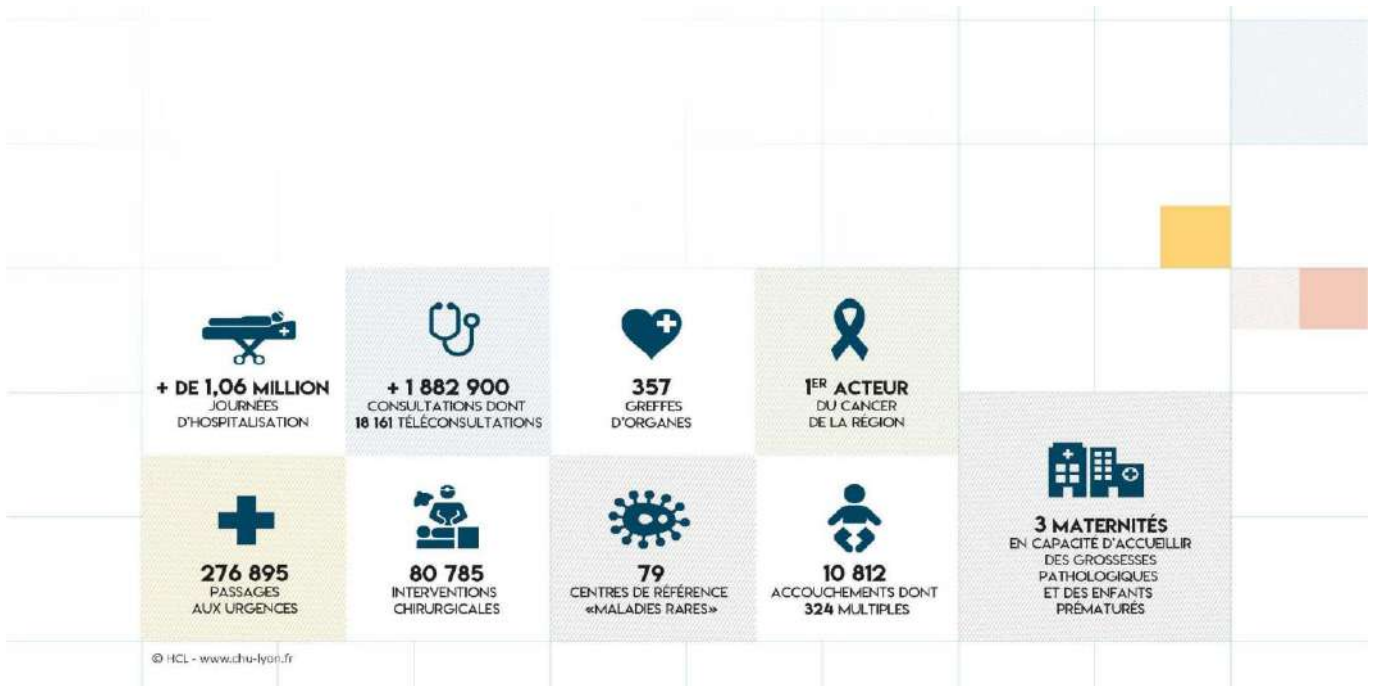 + DE 1,06 MILLION
JOURNÉES
D'HOSPITALISATION
+ 1 882 900
CONSULTATIONS DONT
18 161 TÉLÉCONSULTATIONS
357
GREFFES
D'ORGANES
1ER ACTEUR
DU CANCER
DE LA RÉGION
276 895
PASSAGES
AUX URGENCES
80 785
INTERVENTIONS
CHIRURGICALES
79
CENTRES DE RÉFÉRENCE
«MALADIES RARES»
10 812
ACCOUCHEMENTS DONT
324 MULTIPLES
3 MATERNITÉS
EN CAPACITÉ D'ACCUEILLIR
DES GROSSESSES
PATHOLOGIQUES
ET DES ENFANTS
PRÉMATURÉS
© HCL - www.chu-lyon.fr